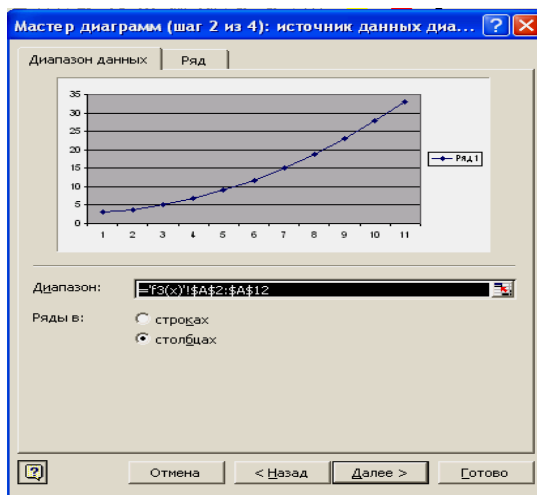 Мастер диаграмм (шаг 2 из 4): источник данных диа...
Диапазон данных Ряд
35
30
25
20
15
10
5
0
1 2 3 4 5 6 7 8 9 10 11
Ряд1
Диапазон: ='f3(x)'!$A$2:$A$12
Ряды в: строках
столбцах
Отмена < Назад Далее > Готово